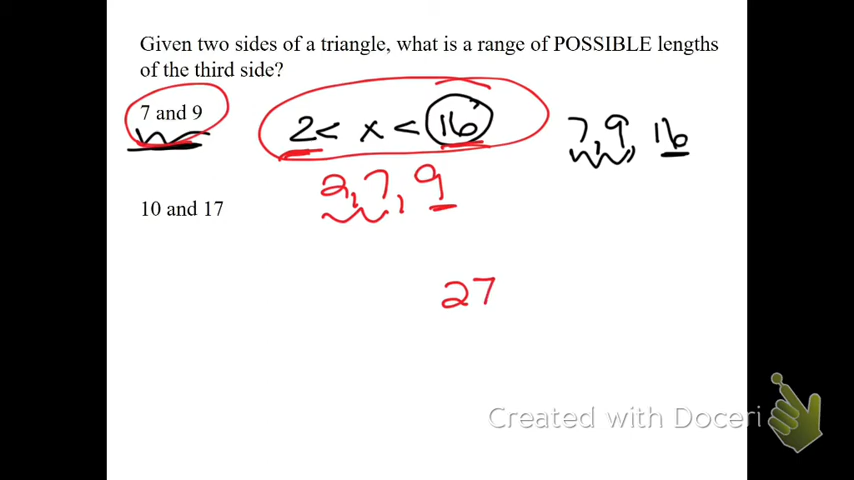 Given two sides of a triangle, what is a range of POSSIBLE lengths
of the third side?
7 and 9
2 < x < 16
7, 9, 16
2, 7, 9
10 and 17
27
Created with Doceri